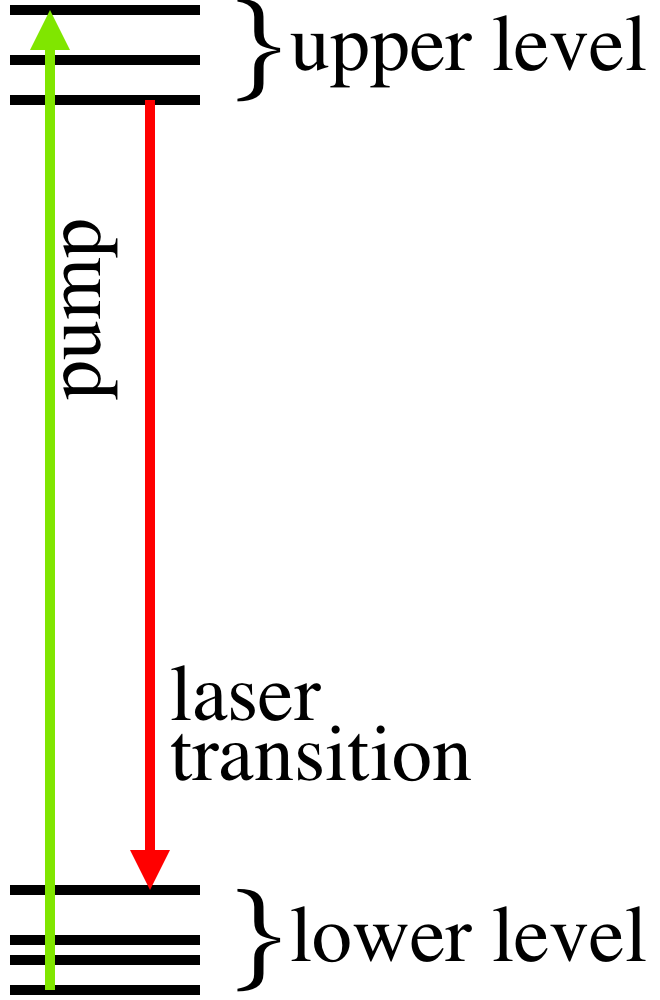 } upper level
pump
laser
transition
} lower level